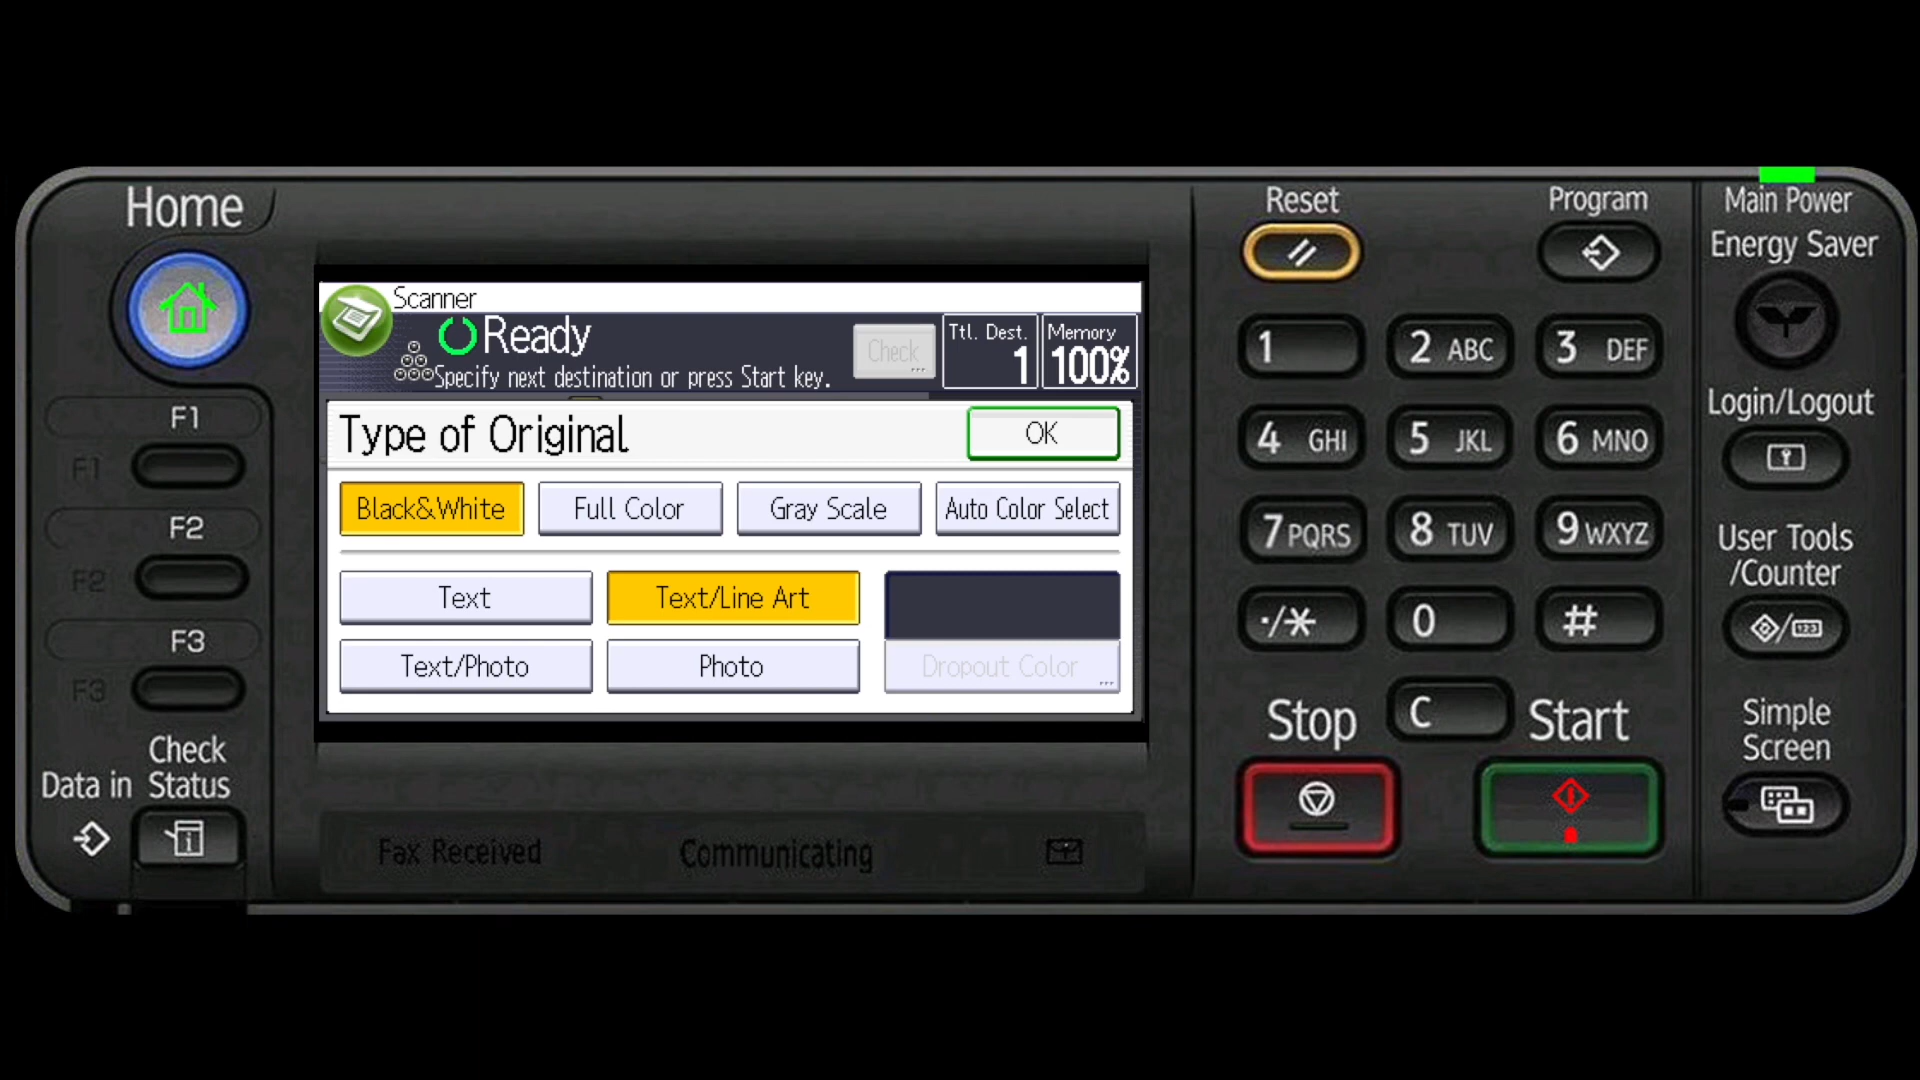 Home
F1
F1
F2
F2
F3
F3
Check
Status
Data in
Scanner
Ready
Specify next destination or press Start key.
Check
...
Ttl. Dest.
1
Memory
100%
Type of Original
OK
Black&White
Full Color
Gray Scale
Auto Color Select
Text
Text/Line Art
Text/Photo
Photo
Dropout Color
...
Fax Received
Communicating
Reset
Program
1
2 ABC
3 DEF
4 GHI
5 JKL
6 MNO
7 PQRS
8 TUV
9 WXYZ
·/*
0
#
C
Stop
Start
Main Power
Energy Saver
Login/Logout
User Tools
/Counter
123
Simple
Screen